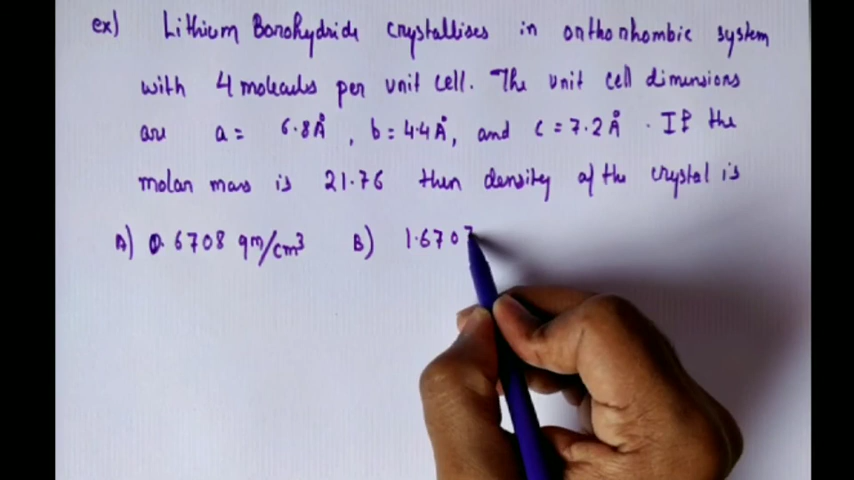 ex) Lithium Borohydride crystallises in orthorhombic system
with 4 molecules per unit cell. The unit cell dimensions
are a = 6.8Å, b = 4.4Å, and c = 7.2Å. If the
molar mass is 21.76 then density of the crystal is
A) 0.6708 gm/cm³ B) 1.670